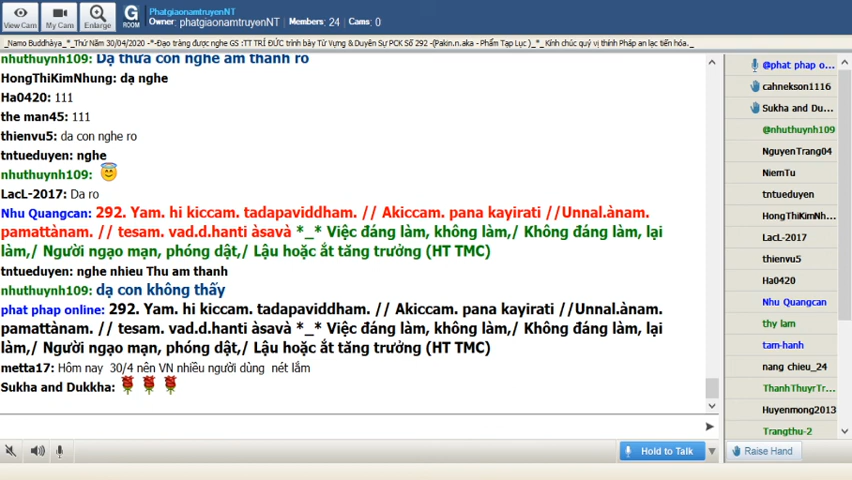 View Cam
My Cam
Enlarge
G
ROOM
PhatgiaonamtruyenNT
Owner: phatgiaonamtruyenNT Members: 24 Cams: 0
_Namo Buddhàya_*_Thứ Năm 30/04/2020 -*-Đạo tràng được nghe GS :TT TRÍ ĐỨC trình bày Từ Vựng & Duyên Sự PCK Số 292 -(Pakin.n.aka - Phẩm Tạp Lục )_*_ Kính chúc quý vị thính Pháp an lạc tiến hóa._
nhuthuynh109: Dạ thưa con nghe âm thanh rõ
HongThiKimNhung: dạ nghe
Ha0420: 111
the man45: 111
thienvu5: da con nghe ro
tntueduyen: nghe
nhuthuynh109:
LacL-2017: Da ro
Nhu Quangcan: 292. Yam. hi kiccam. tadapaviddham. // Akiccam. pana kayirati //Unnal.ànam.
pamattànam. // tesam. vad.d.hanti àsavà *_* Việc đáng làm, không làm,/ Không đáng làm, lại
làm,/ Người ngạo mạn, phóng dật,/ Lậu hoặc ắt tăng trưởng (HT TMC)
tntueduyen: nghe nhieu Thu am thanh
nhuthuynh109: dạ con không thấy
phat phap online: 292. Yam. hi kiccam. tadapaviddham. // Akiccam. pana kayirati //Unnal.ànam.
pamattànam. // tesam. vad.d.hanti àsavà *_* Việc đáng làm, không làm,/ Không đáng làm, lại
làm,/ Người ngạo mạn, phóng dật,/ Lậu hoặc ắt tăng trưởng (HT TMC)
metta17: Hôm nay 30/4 nên VN nhiều người dùng nét lắm
Sukha and Dukkha:
@phat phap o...
cahnekson1116
Sukha and Du...
@nhuthuynh109
NguyenTrang04
NiemTu
tntueduyen
HongThiKimNh...
LacL-2017
thienvu5
Ha0420
Nhu Quangcan
thy lam
tam-hanh
nang chieu_24
ThanhThuyrTr...
Huyenmong2013
Trangthu-2
Hold to Talk
Raise Hand